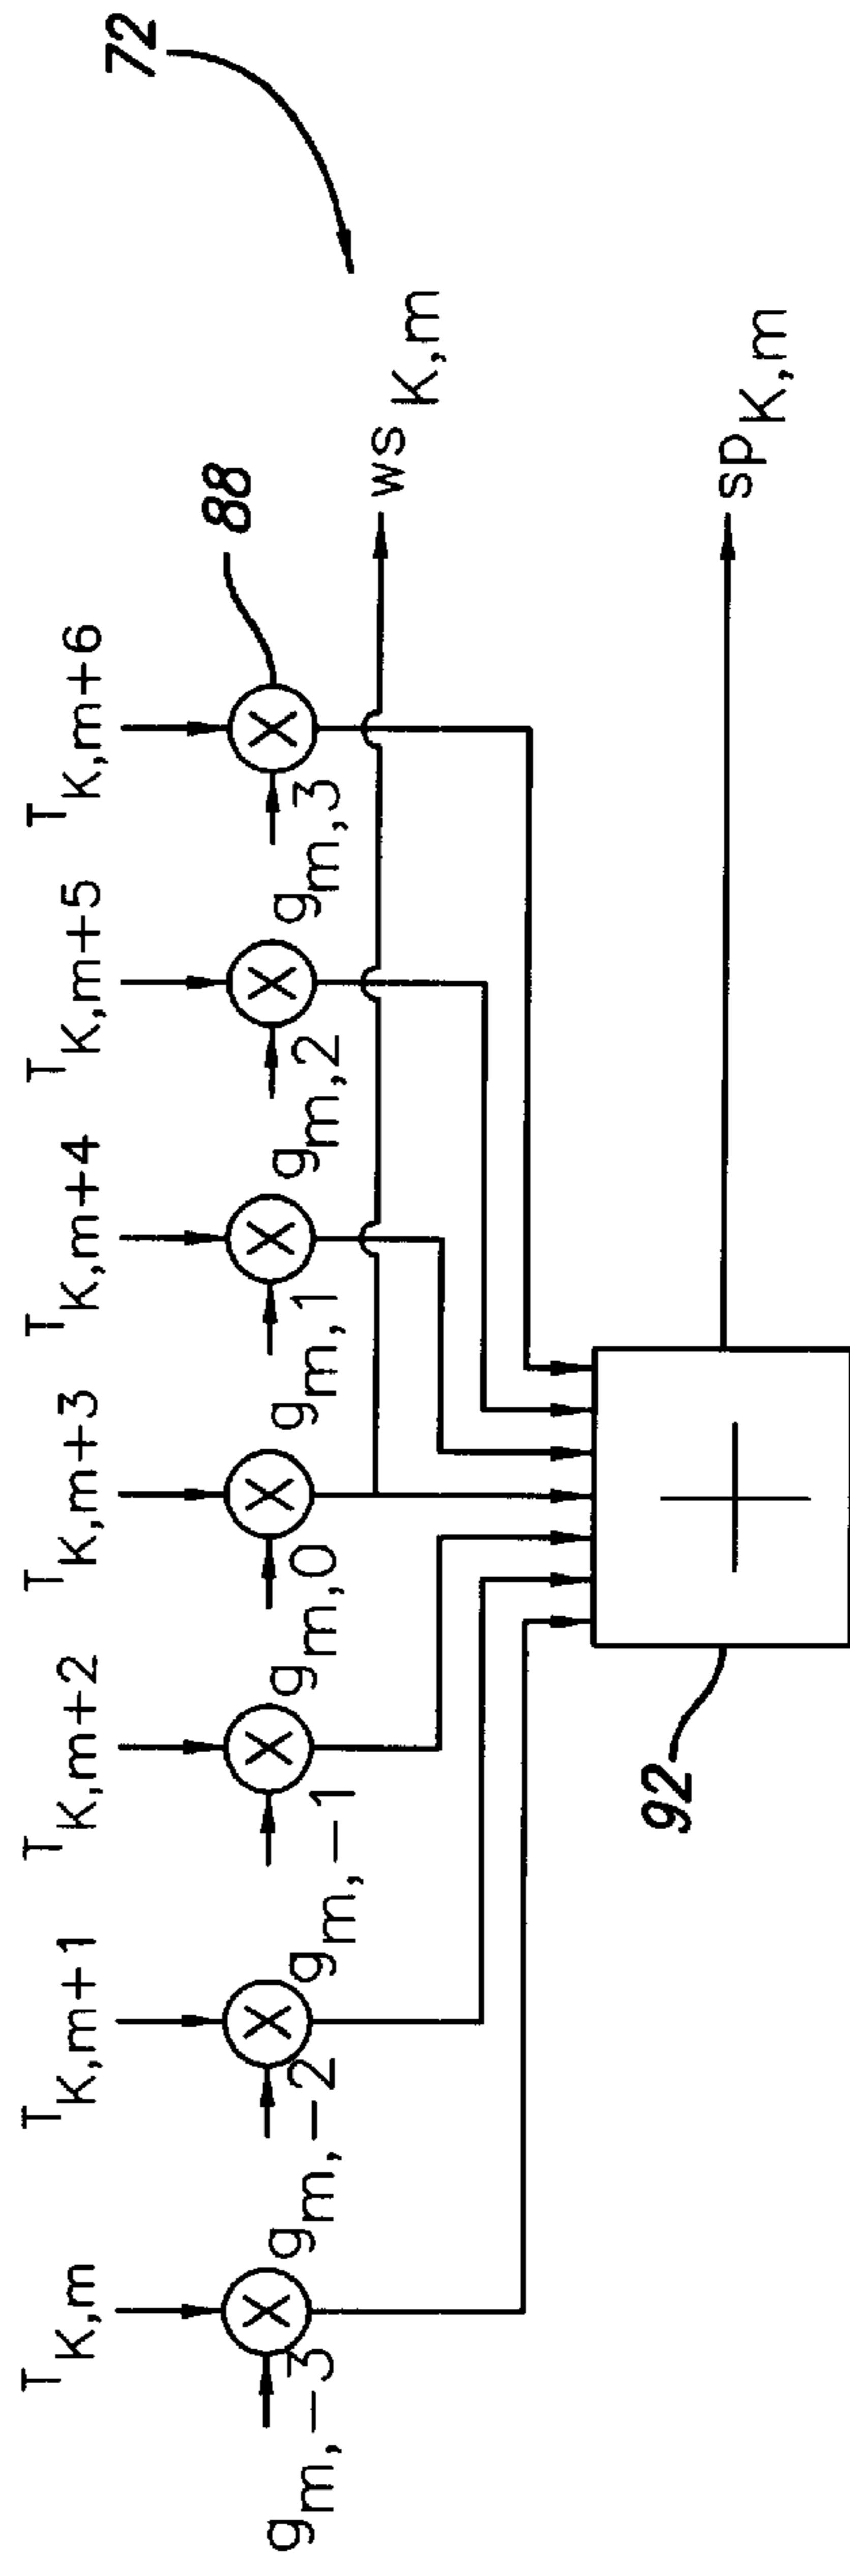 72
T K,m T K,m+1 T K,m+2 T K,m+3 T K,m+4 T K,m+5 T K,m+6
88
g m,-3 g m,-2 g m,-1 g m,0 g m,1 g m,2 g m,3
ws K,m
92
sp K,m